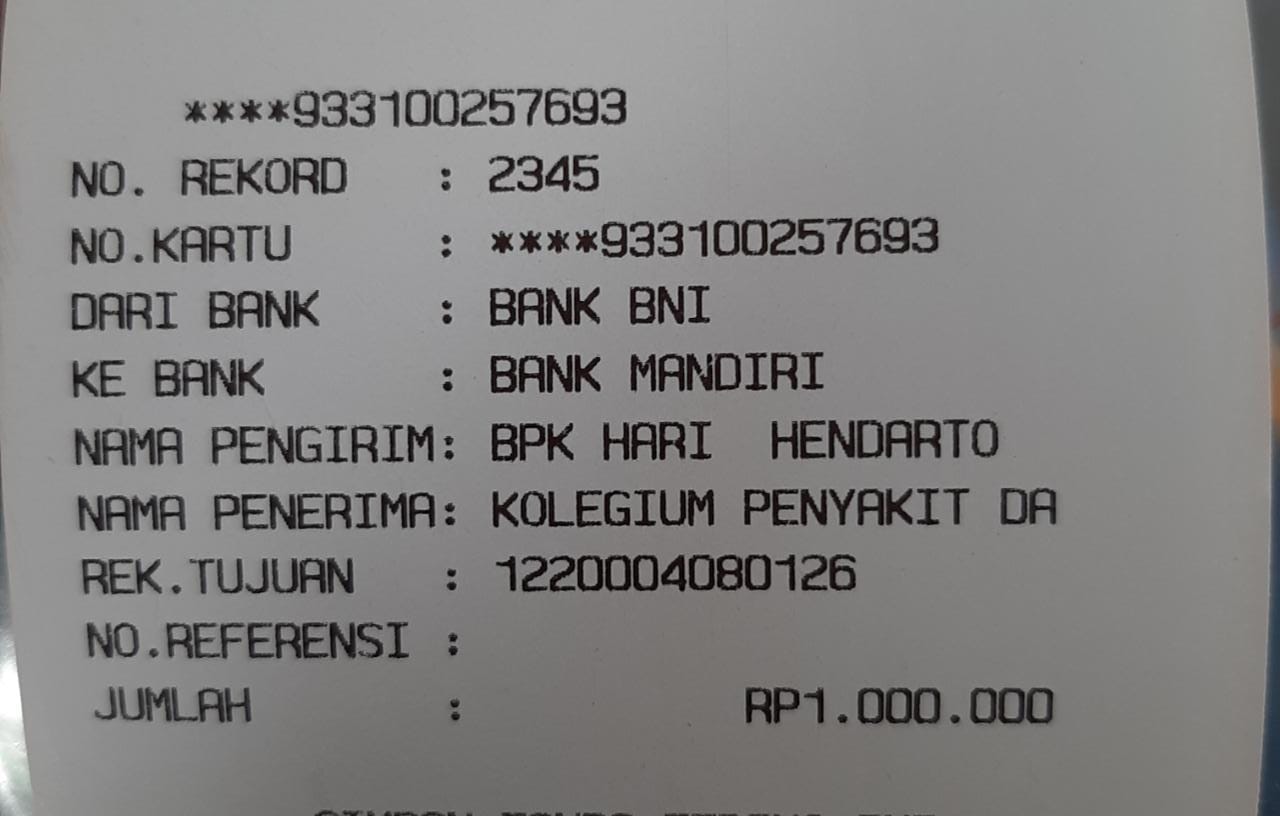 ****933100257693
NO. REKORD : 2345
NO.KARTU : ****933100257693
DARI BANK : BANK BNI
KE BANK : BANK MANDIRI
NAMA PENGIRIM: BPK HARI HENDARTO
NAMA PENERIMA: KOLEGIUM PENYAKIT DA
REK.TUJUAN : 1220004080126
NO.REFERENSI :
JUMLAH : RP1.000.000